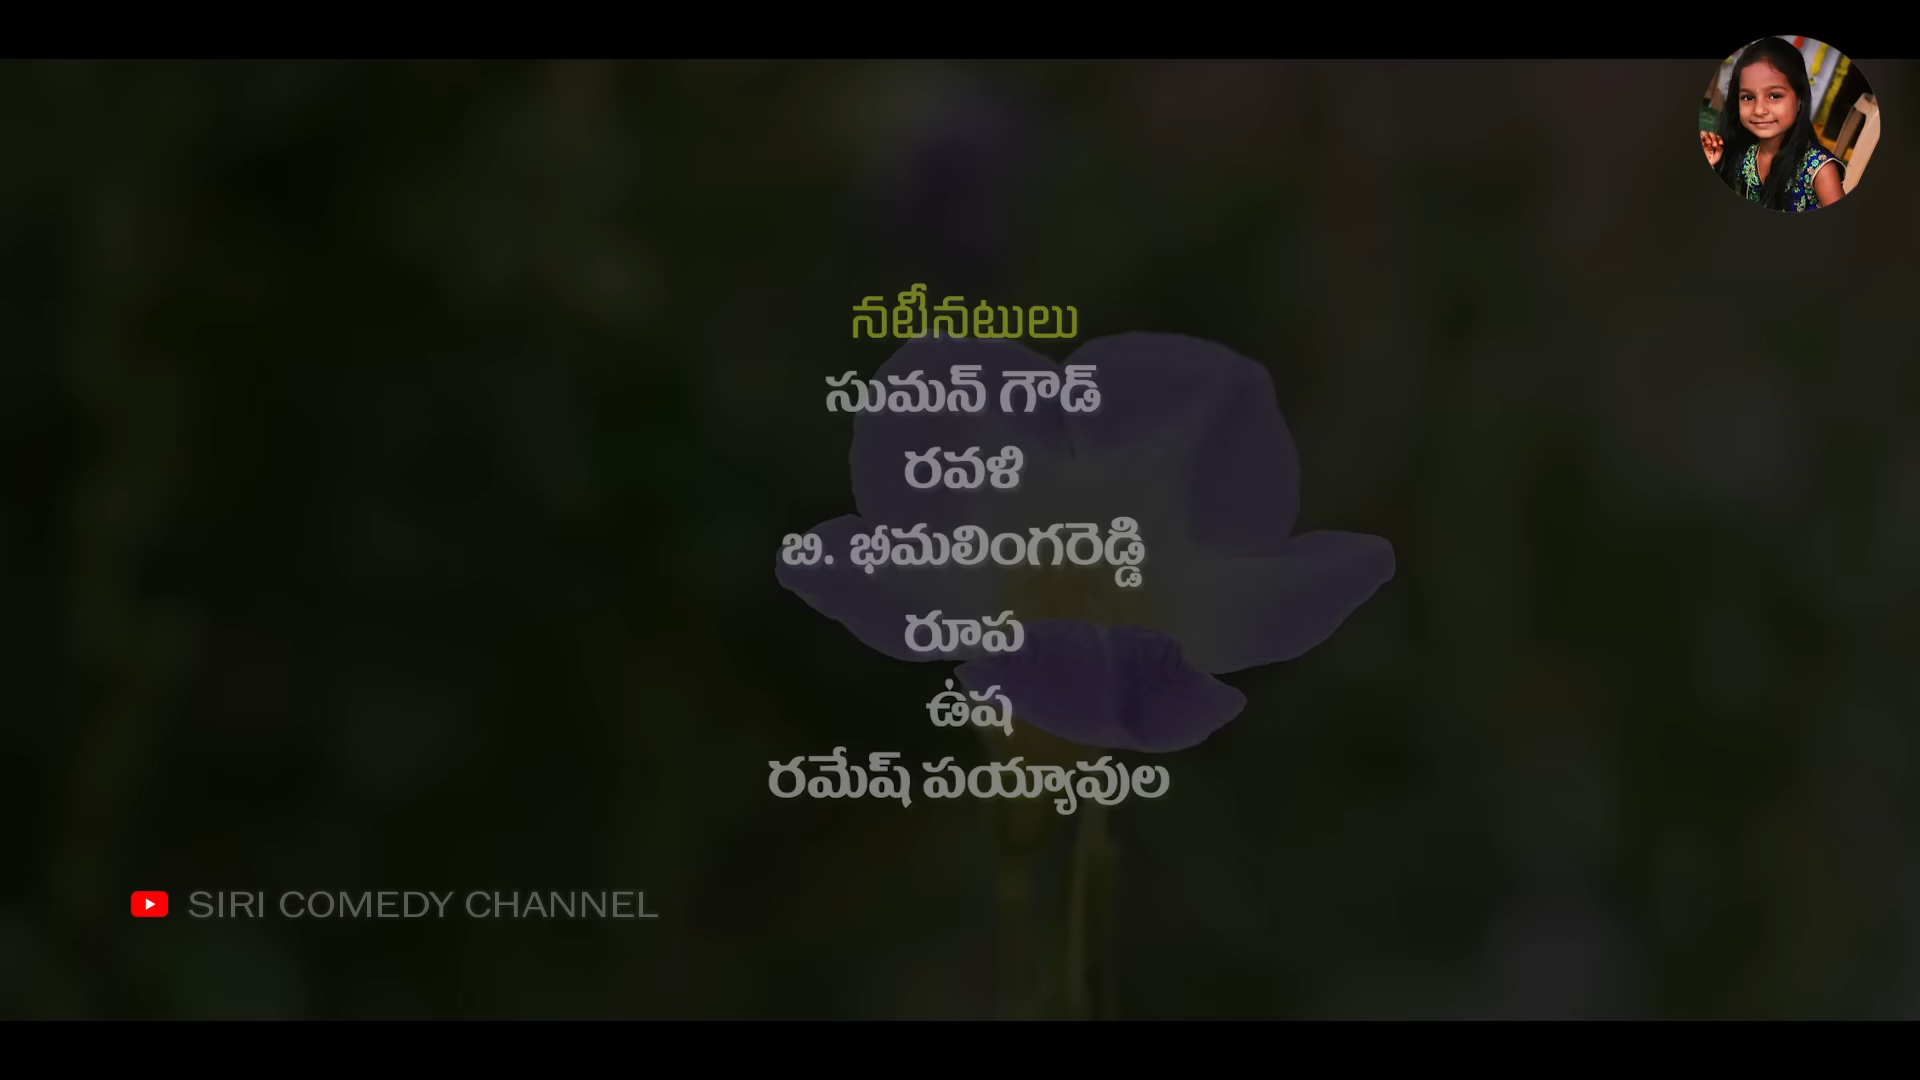 నటీనటులు
సుమన్ గౌడ్
రవళి
బి. భీమలింగరెడ్డి
రూప
ఉష
రమేష్ పయ్యావుల
SIRI COMEDY CHANNEL